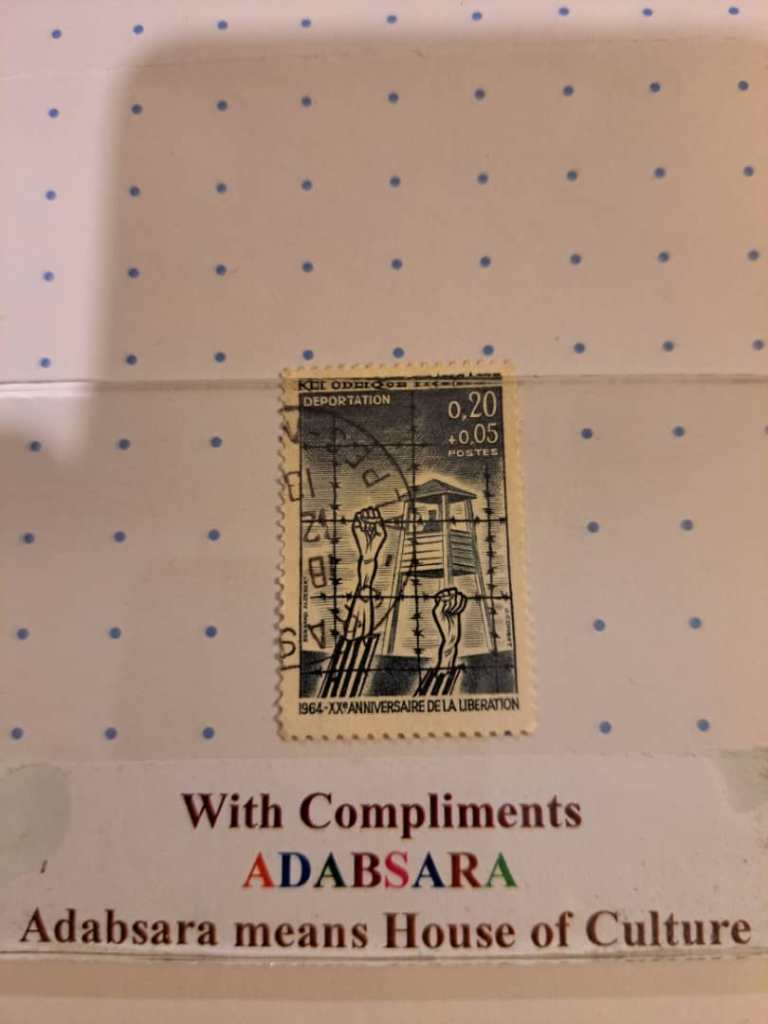 DEPORTATION
0,20
+0,05
POSTES
1964-XXe ANNIVERSAIRE DE LA LIBERATION
With Compliments
ADABSARA
Adabsara means House of Culture